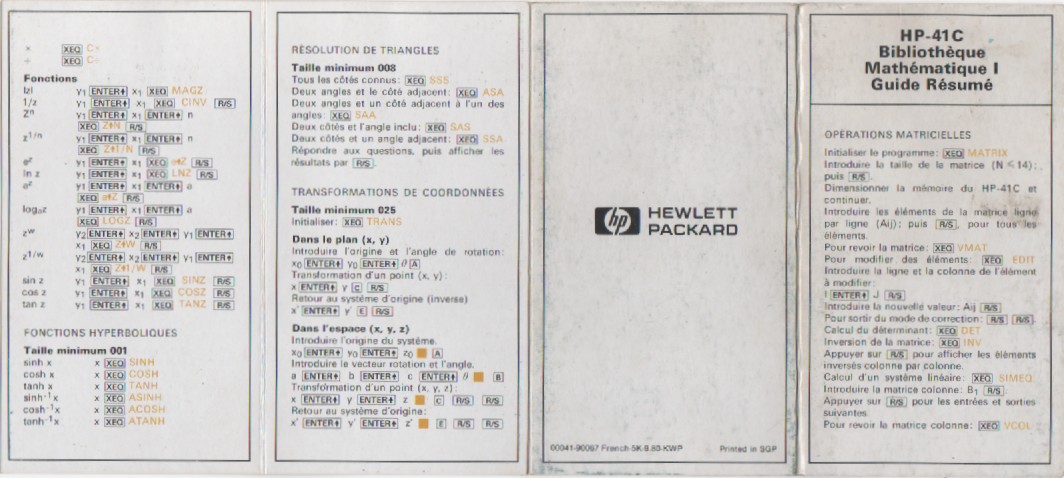 × XEQ C×
÷ XEQ C÷
Fonctions
|z| y1 ENTER↑ x1 XEQ MAGZ
1/z y1 ENTER↑ x1 XEQ CINV R/S
Zⁿ y1 ENTER↑ x1 ENTER↑ n
XEQ Z↑N R/S
z1/n y1 ENTER↑ x1 ENTER↑ n
XEQ Z↑1/N R/S
eᶻ y1 ENTER↑ x1 XEQ e↑Z R/S
ln z y1 ENTER↑ x1 XEQ LNZ R/S
aᶻ y1 ENTER↑ x1 ENTER↑ a
XEQ a↑Z R/S
logₐz y1 ENTER↑ x1 ENTER↑ a
XEQ LOGZ R/S
zʷ y2 ENTER↑ x2 ENTER↑ y1 ENTER↑
x1 XEQ Z↑W R/S
z1/w y2 ENTER↑ x2 ENTER↑ y1 ENTER↑
x1 XEQ Z↑1/W R/S
sin z y1 ENTER↑ x1 XEQ SINZ R/S
cos z y1 ENTER↑ x1 XEQ COSZ R/S
tan z y1 ENTER↑ x1 XEQ TANZ R/S
FONCTIONS HYPERBOLIQUES
Taille minimum 001
sinh x x XEQ SINH
cosh x x XEQ COSH
tanh x x XEQ TANH
sinh⁻¹x x XEQ ASINH
cosh⁻¹x x XEQ ACOSH
tanh⁻¹x x XEQ ATANH
RÉSOLUTION DE TRIANGLES
Taille minimum 008
Tous les côtés connus: XEQ SSS
Deux angles et le côté adjacent: XEQ ASA
Deux angles et un côté adjacent à l'un des
angles: XEQ SAA
Deux côtés et l'angle inclu: XEQ SAS
Deux côtés et un angle adjacent: XEQ SSA
Répondre aux questions, puis afficher les
résultats par R/S.
TRANSFORMATIONS DE COORDONNÉES
Taille minimum 025
Initialiser: XEQ TRANS
Dans le plan (x, y)
Introduire l'origine et l'angle de rotation:
x0 ENTER↑ y0 ENTER↑ θ A
Transformation d'un point (x, y):
x ENTER↑ y C R/S
Retour au système d'origine (inverse)
x' ENTER↑ y' E R/S
Dans l'espace (x, y, z)
Introduire l'origine du système.
x0 ENTER↑ y0 ENTER↑ z0 ■ A
Introduire le vecteur rotation et l'angle.
a ENTER↑ b ENTER↑ c ENTER↑ θ ■ B
Transformation d'un point (x, y, z):
x ENTER↑ y ENTER↑ z ■ C R/S R/S
Retour au système d'origine:
x' ENTER↑ y' ENTER↑ z' ■ E R/S R/S
hp HEWLETT
PACKARD
00041-90067 French-5K-9.80-KWP Printed in SGP
HP-41C
Bibliothèque
Mathématique I
Guide Résumé
OPÉRATIONS MATRICIELLES
Initialiser le programme: XEQ MATRIX
Introduire la taille de la matrice (N ≤ 14);
puis R/S.
Dimensionner la mémoire du HP-41C et
continuer.
Introduire les éléments de la matrice ligne
par ligne (Aij); puis R/S, pour tous les
éléments.
Pour revoir la matrice: XEQ VMAT
Pour modifier des éléments: XEQ EDIT
Introduire la ligne et la colonne de l'élément
à modifier:
I ENTER↑ J R/S
Introduire la nouvelle valeur: Aij R/S
Pour sortir du mode de correction: R/S R/S.
Calcul du déterminant: XEQ DET
Inversion de la matrice: XEQ INV
Appuyer sur R/S pour afficher les éléments
inversés colonne par colonne.
Calcul d'un système linéaire: XEQ SIMEQ
Introduire la matrice colonne: B1 R/S.
Appuyer sur R/S pour les entrées et sorties
suivantes.
Pour revoir la matrice colonne: XEQ VCOL